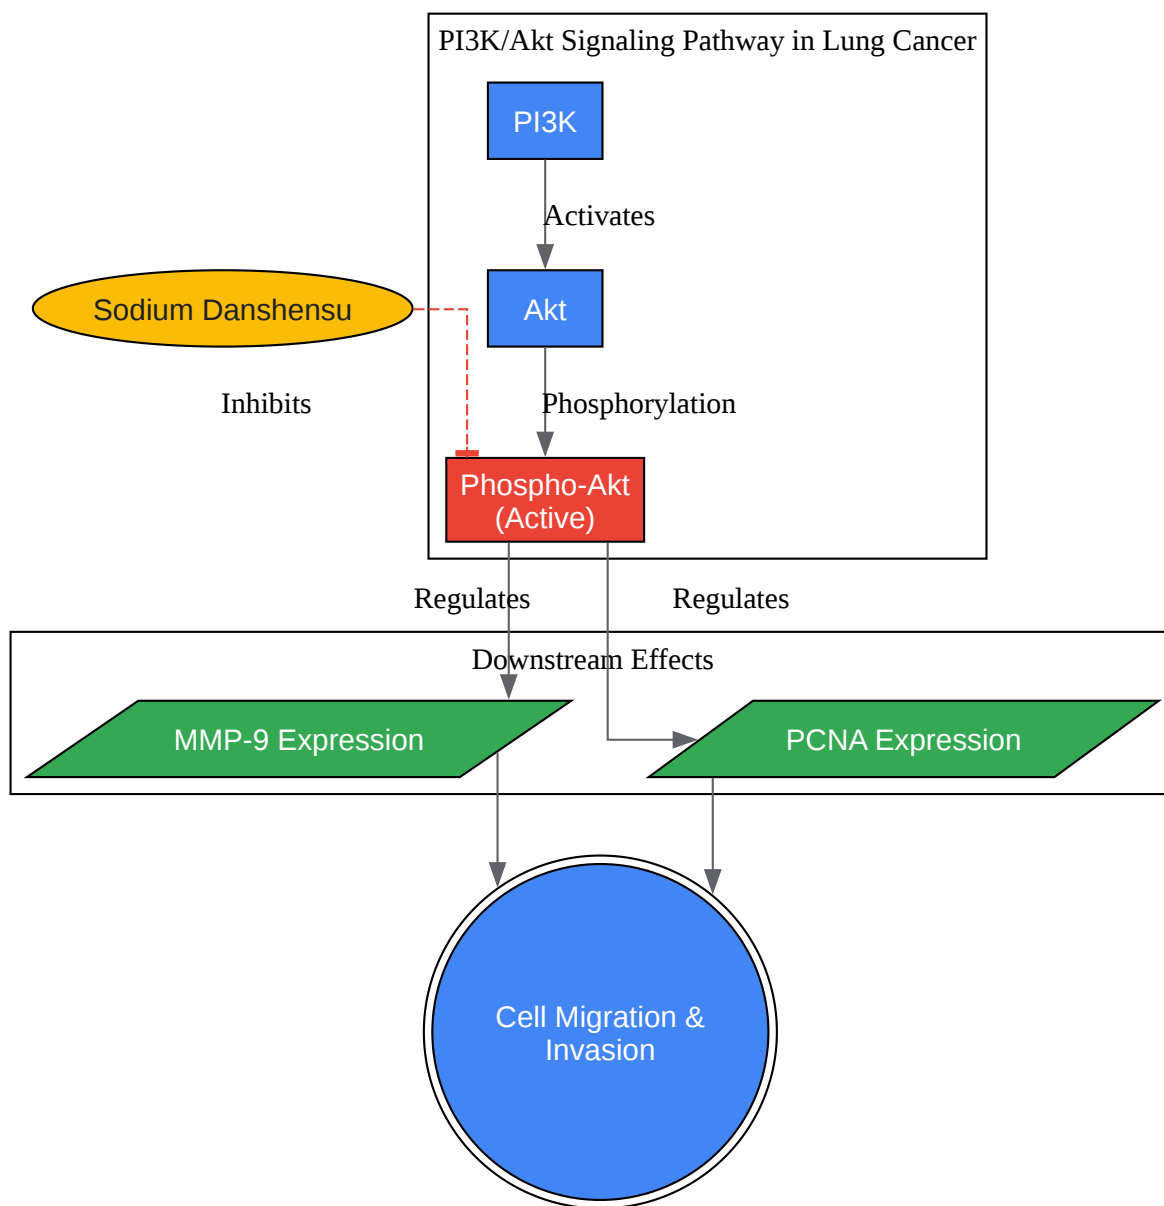 PI3K/Akt Signaling Pathway in Lung Cancer
PI3K
Activates
Sodium Danshensu
Akt
Inhibits
Phosphorylation
Phospho-Akt
(Active)
Regulates
Regulates
Downstream Effects
MMP-9 Expression
PCNA Expression
Cell Migration &
Invasion